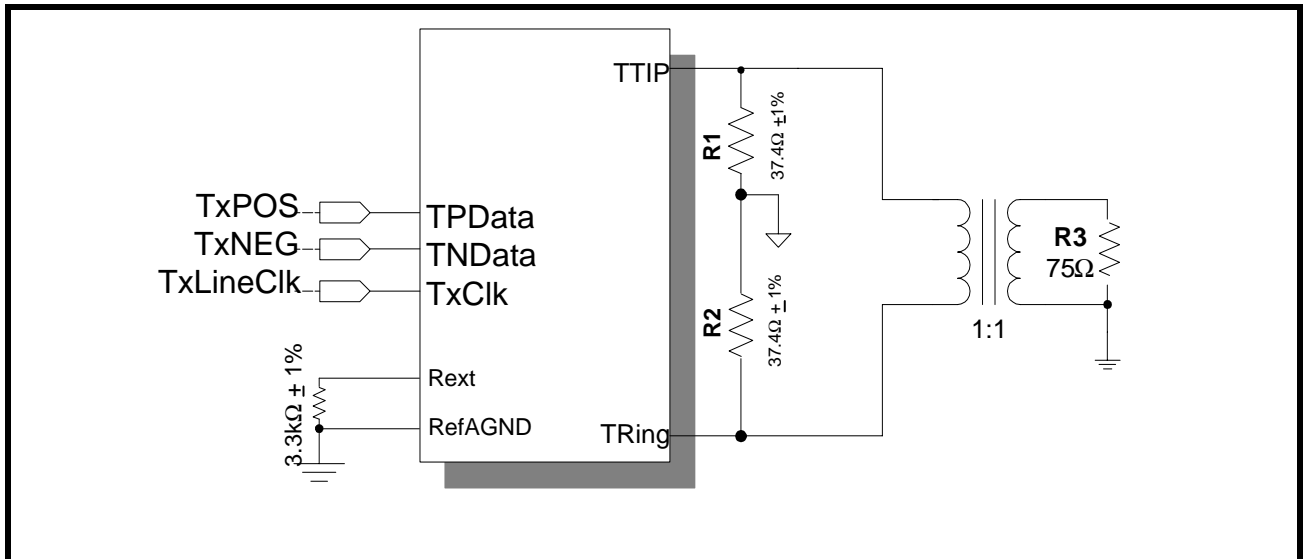 TTIP
R1
37.4Ω ±1%
TxPOS
TPData
TxNEG
TNData
TxLineClk
TxClk
R2
37.4Ω ± 1%
R3
75Ω
1:1
Rext
3.3kΩ ± 1%
RefAGND
TRing